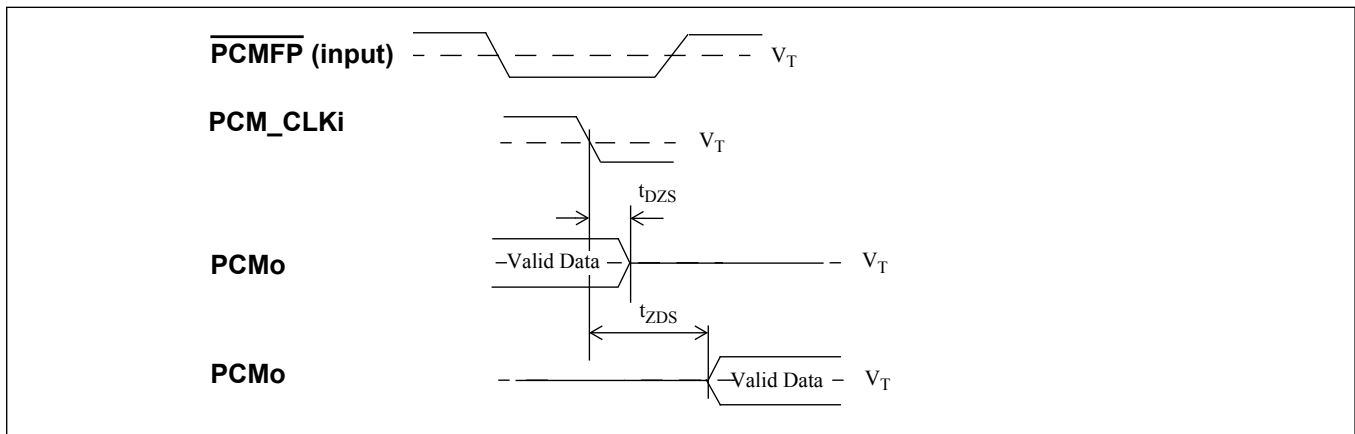 PCMFP (input)
V_T
PCM_CLKi
V_T
t_DZS
PCMo
Valid Data
V_T
t_ZDS
PCMo
Valid Data
V_T